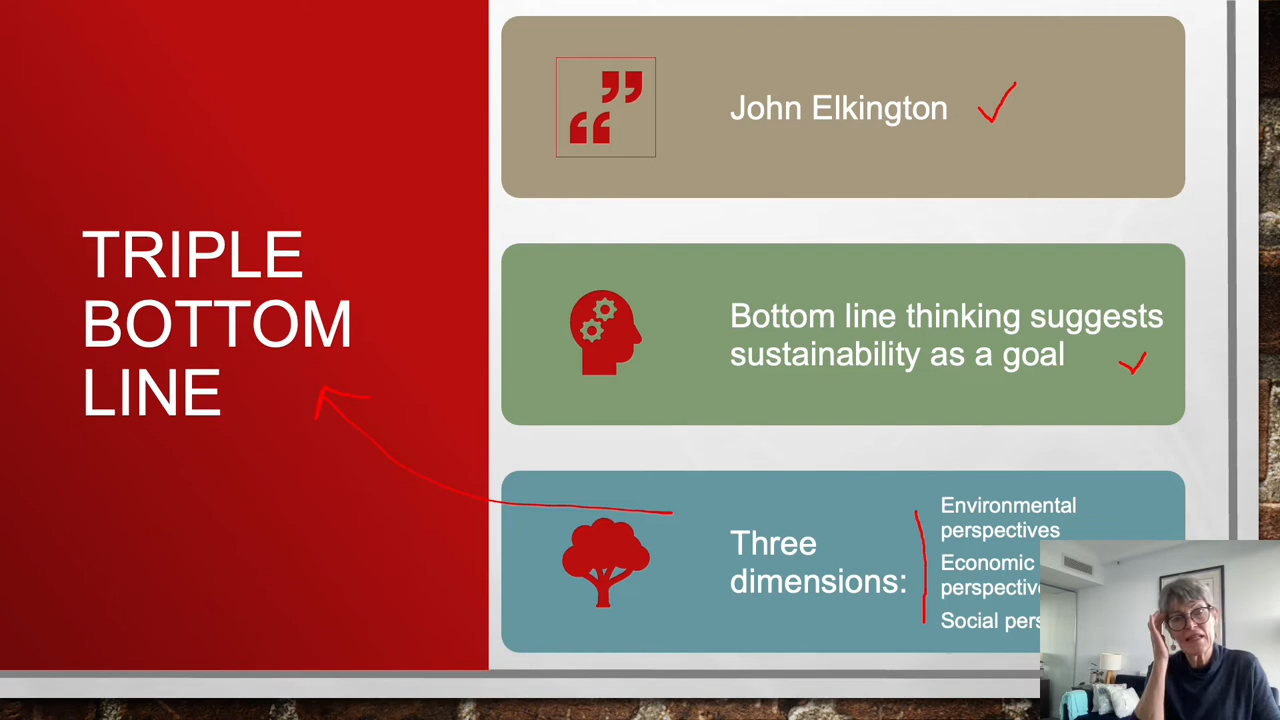 TRIPLE
BOTTOM
LINE
John Elkington
Bottom line thinking suggests
sustainability as a goal
Three
dimensions:
Environmental
perspectives
Economic
Social